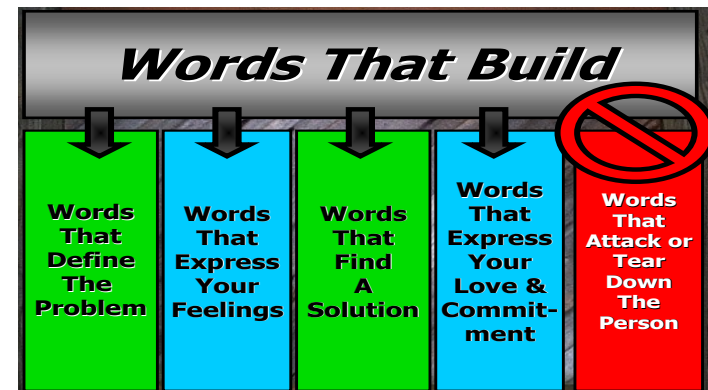 Words That Build
Words
That
Define
The
Problem
Words
That
Express
Your
Feelings
Words
That
Find
A
Solution
Words
That
Express
Your
Love &
Commit-
ment
Words
That
Attack or
Tear
Down
The
Person